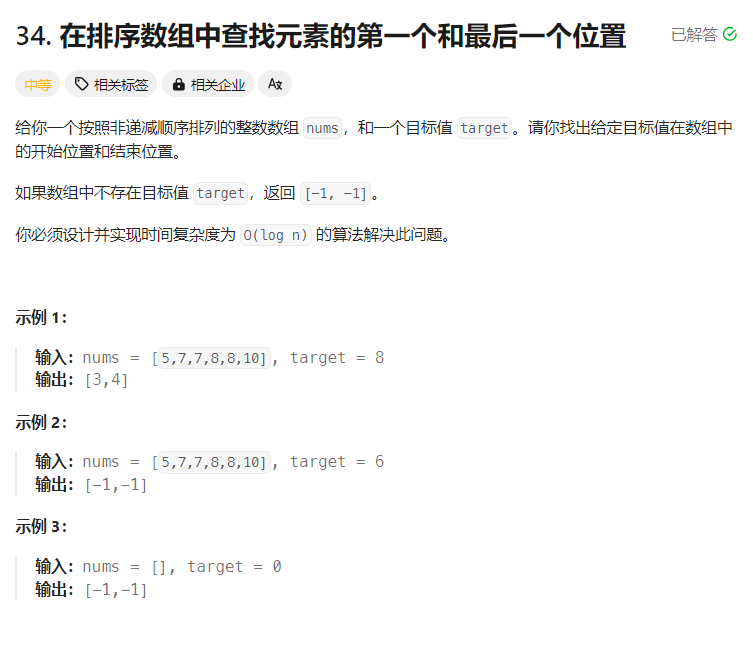 34. 在排序数组中查找元素的第一个和最后一个位置
已解答
中等 相关标签 相关企业 Aх
给你一个按照非递减顺序排列的整数数组 nums，和一个目标值 target。请你找出给定目标值在数组中
的开始位置和结束位置。
如果数组中不存在目标值 target，返回 [-1, -1]。
你必须设计并实现时间复杂度为 O(log n) 的算法解决此问题。
示例 1：
输入：nums = [5,7,7,8,8,10], target = 8
输出：[3,4]
示例 2：
输入：nums = [5,7,7,8,8,10], target = 6
输出：[-1,-1]
示例 3：
输入：nums = [], target = 0
输出：[-1,-1]